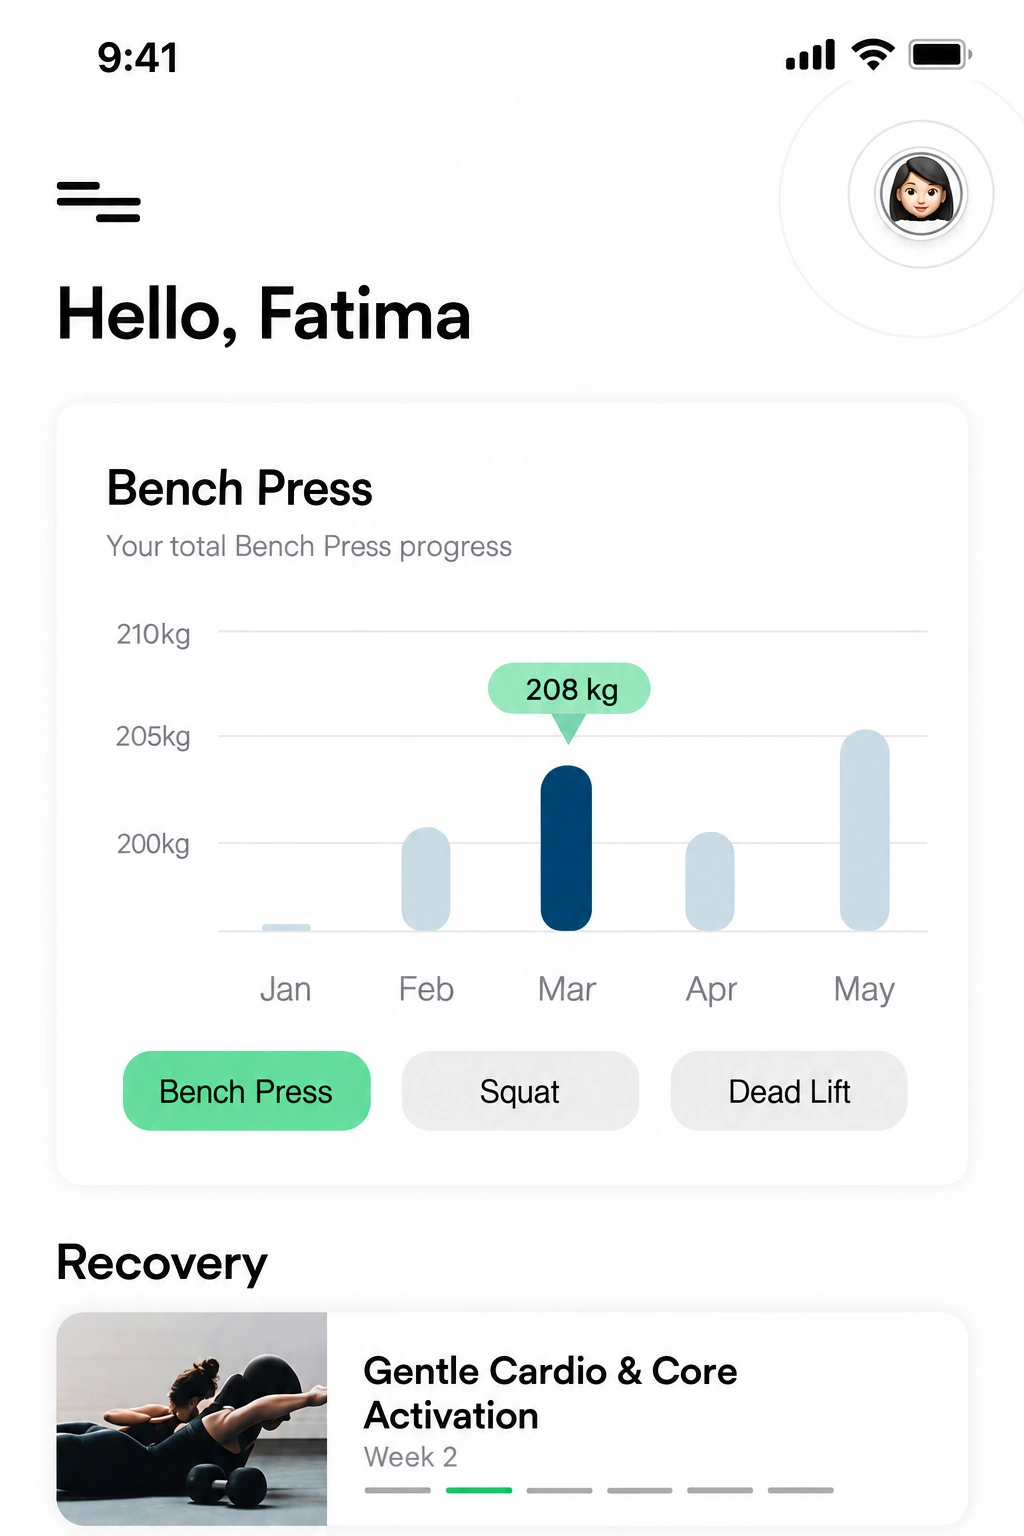 9:41
Hello, Fatima
Bench Press
Your total Bench Press progress
210kg
208 kg
205kg
200kg
Jan Feb Mar Apr May
Bench Press Squat Dead Lift
Recovery
Gentle Cardio & Core
Activation
Week 2